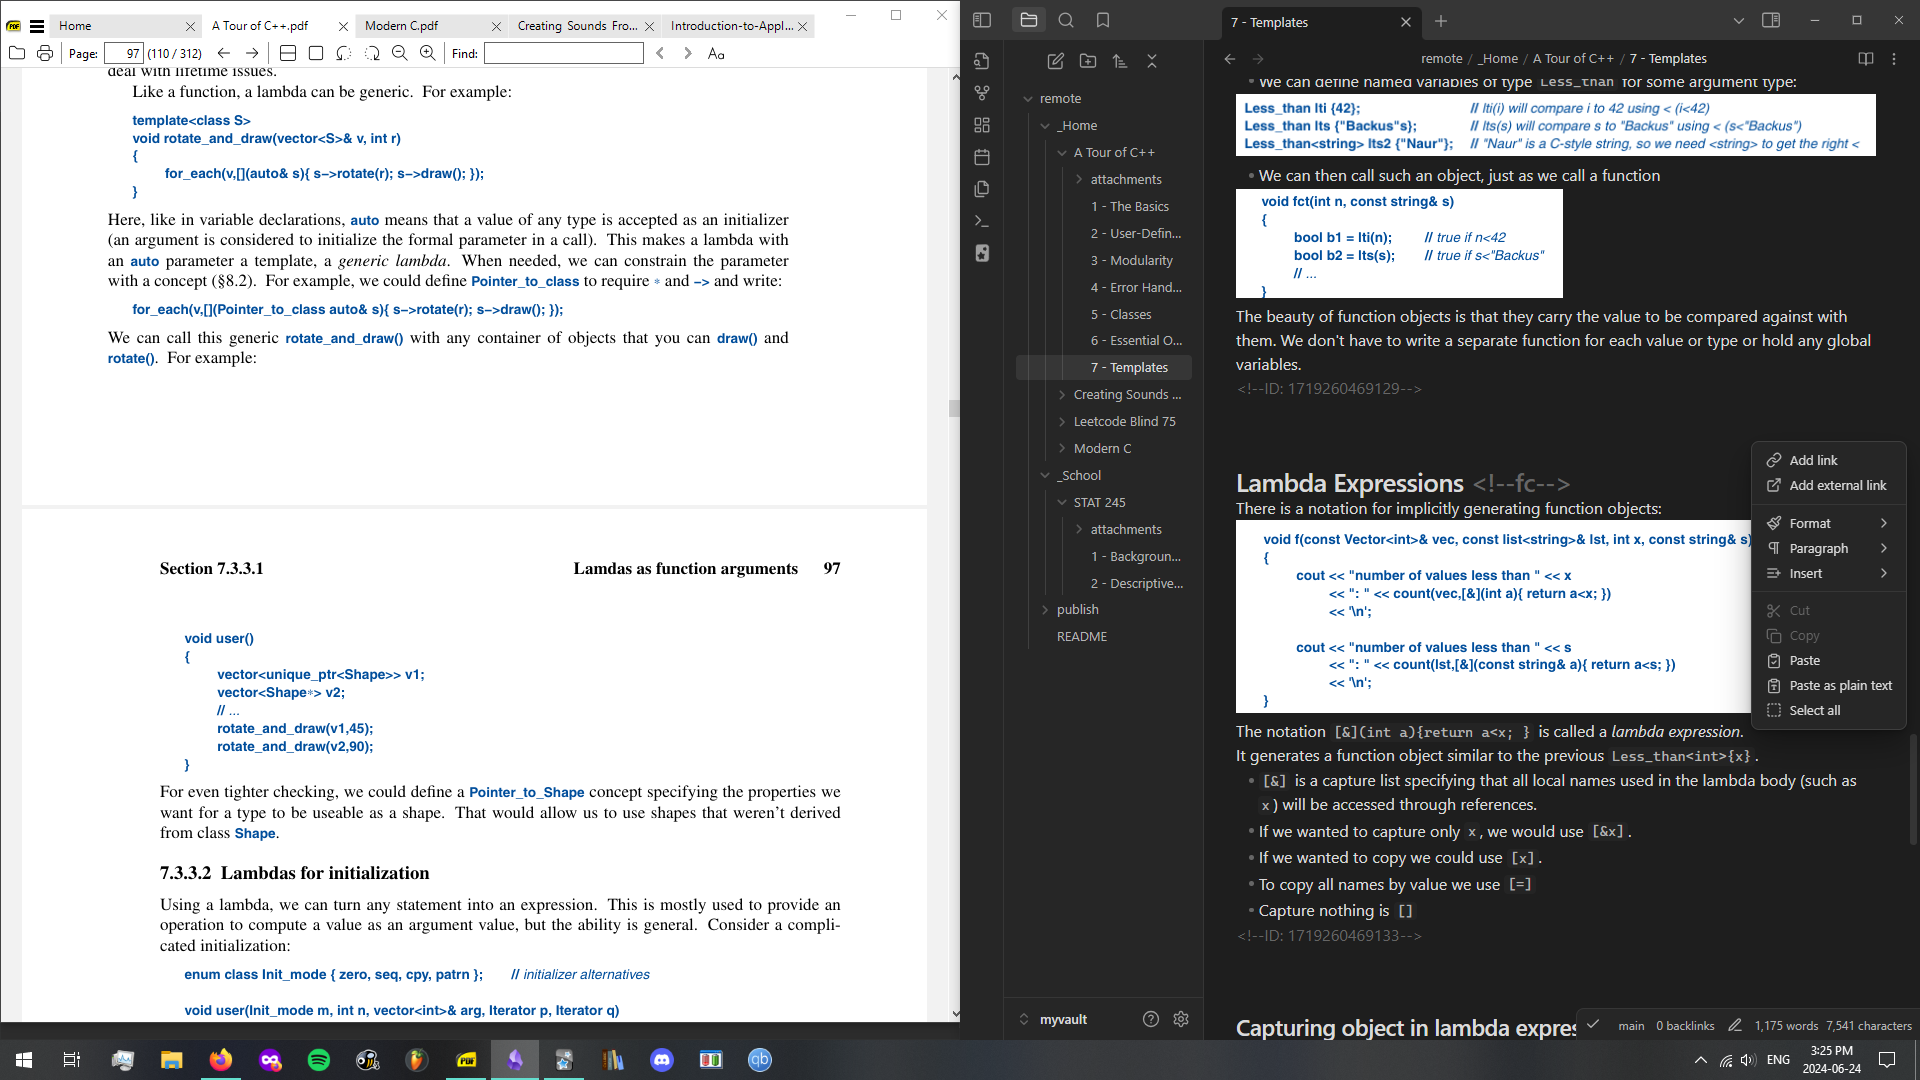 Home
A Tour of C++.pdf
Modern C.pdf
Creating Sounds Fro...
Introduction-to-Appl...
Page: 97 (110 / 312)
Find:
deal with lifetime issues.
Like a function, a lambda can be generic. For example:
template<class S>
void rotate_and_draw(vector<S>& v, int r)
{
for_each(v,[](auto& s){ s->rotate(r); s->draw(); });
}
Here, like in variable declarations, auto means that a value of any type is accepted as an initializer
(an argument is considered to initialize the formal parameter in a call). This makes a lambda with
an auto parameter a template, a generic lambda. When needed, we can constrain the parameter
with a concept (§8.2). For example, we could define Pointer_to_class to require * and -> and write:
for_each(v,[](Pointer_to_class auto& s){ s->rotate(r); s->draw(); });
We can call this generic rotate_and_draw() with any container of objects that you can draw() and
rotate(). For example:
Section 7.3.3.1 Lamdas as function arguments 97
void user()
{
vector<unique_ptr<Shape>> v1;
vector<Shape*> v2;
// ...
rotate_and_draw(v1,45);
rotate_and_draw(v2,90);
}
For even tighter checking, we could define a Pointer_to_Shape concept specifying the properties we
want for a type to be useable as a shape. That would allow us to use shapes that weren't derived
from class Shape.
7.3.3.2 Lambdas for initialization
Using a lambda, we can turn any statement into an expression. This is mostly used to provide an
operation to compute a value as an argument value, but the ability is general. Consider a compli-
cated initialization:
enum class Init_mode { zero, seq, cpy, patrn }; // initializer alternatives
void user(Init_mode m, int n, vector<int>& arg, Iterator p, Iterator q)
7 - Templates
remote / _Home / A Tour of C++ / 7 - Templates
remote
_Home
A Tour of C++
attachments
1 - The Basics
2 - User-Defin...
3 - Modularity
4 - Error Hand...
5 - Classes
6 - Essential O...
7 - Templates
Creating Sounds ...
Leetcode Blind 75
Modern C
_School
STAT 245
attachments
1 - Backgroun...
2 - Descriptive...
publish
README
myvault
We can define named variables of type Less_than for some argument type:
Less_than lti {42}; // lti(i) will compare i to 42 using < (i<42)
Less_than lts {"Backus"s}; // lts(s) will compare s to "Backus" using < (s<"Backus")
Less_than<string> lts2 {"Naur"}; // "Naur" is a C-style string, so we need <string> to get the right <
We can then call such an object, just as we call a function
void fct(int n, const string& s)
{
bool b1 = lti(n); // true if n<42
bool b2 = lts(s); // true if s<"Backus"
// ...
}
The beauty of function objects is that they carry the value to be compared against with
them. We don't have to write a separate function for each value or type or hold any global
variables.
<!--ID: 1719260469129-->
Lambda Expressions <!--fc-->
There is a notation for implicitly generating function objects:
void f(const Vector<int>& vec, const list<string>& lst, int x, const string& s)
{
cout << "number of values less than " << x
<< ": " << count(vec,[&](int a){ return a<x; })
<< '\n';
cout << "number of values less than " << s
<< ": " << count(lst,[&](const string& a){ return a<s; })
<< '\n';
}
The notation [&](int a){return a<x; } is called a lambda expression.
It generates a function object similar to the previous Less_than<int>{x}.
[&] is a capture list specifying that all local names used in the lambda body (such as
x) will be accessed through references.
If we wanted to capture only x, we would use [&x].
If we wanted to copy we could use [x].
To copy all names by value we use [=]
Capture nothing is []
<!--ID: 1719260469133-->
Capturing object in lambda expres
Add link
Add external link
Format
Paragraph
Insert
Cut
Copy
Paste
Paste as plain text
Select all
main 0 backlinks 1,175 words 7,541 characters
ENG
3:25 PM
2024-06-24